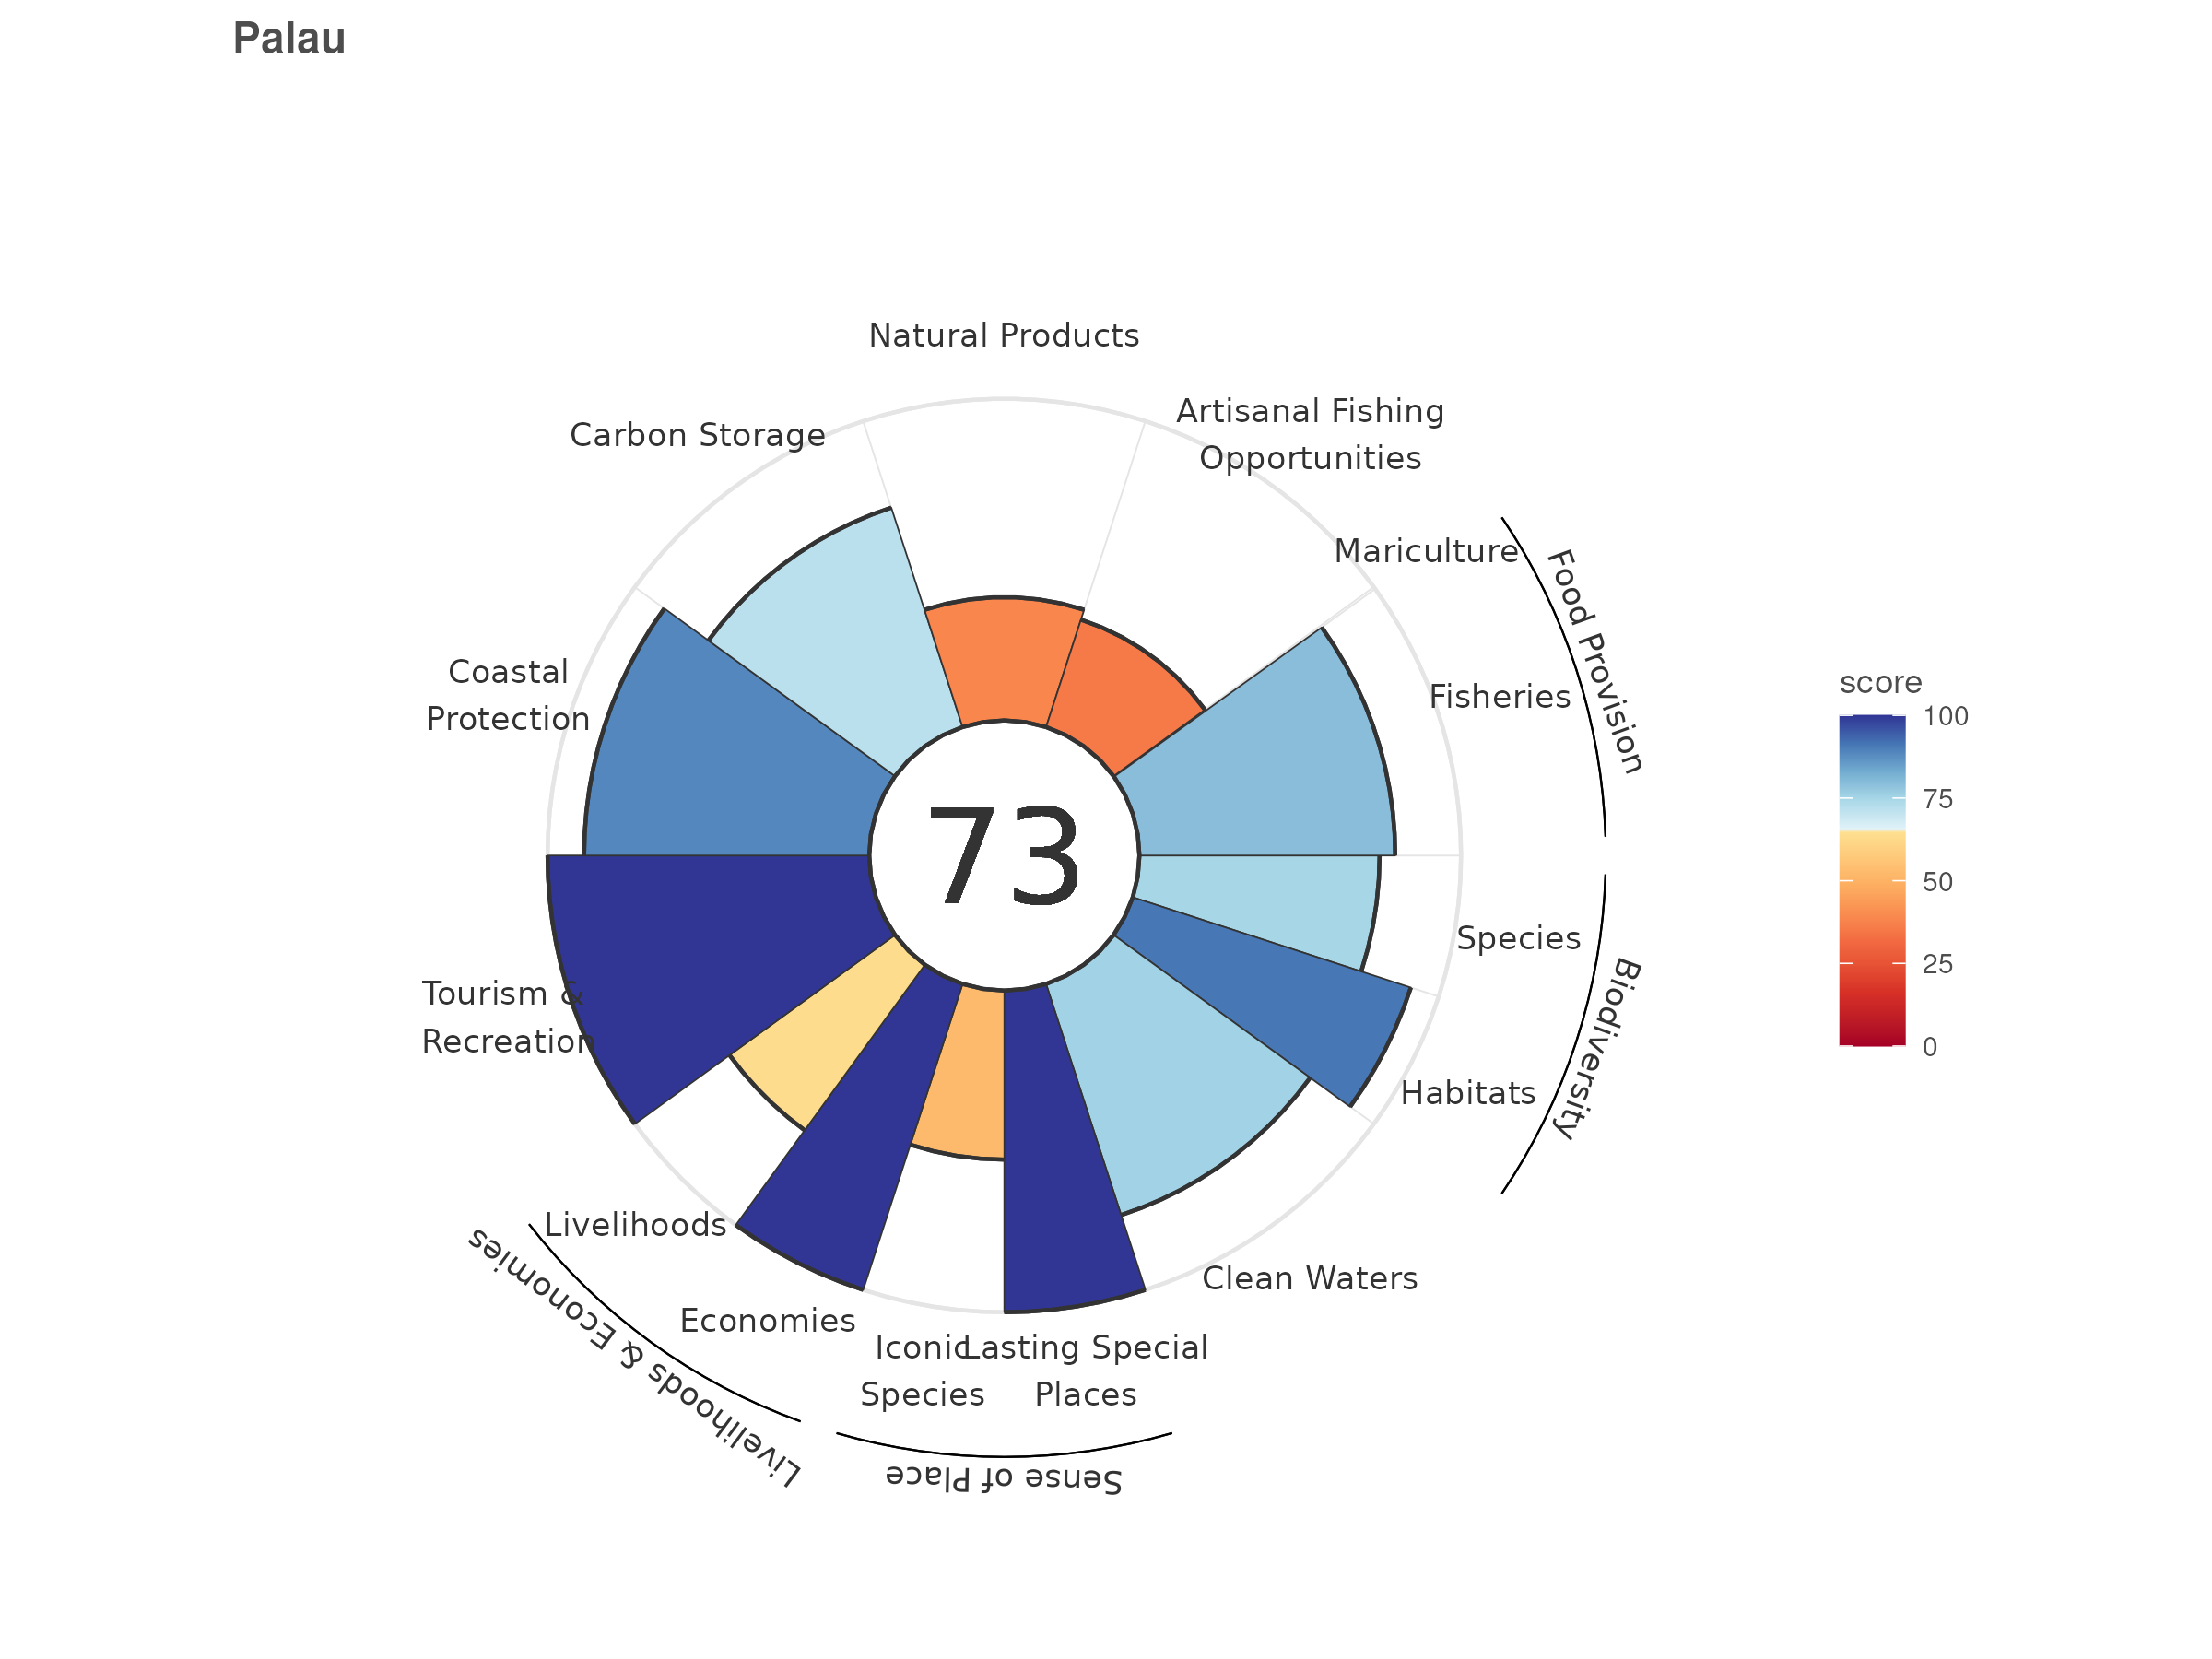 Palau
Natural Products
Artisanal Fishing
Opportunities
Carbon Storage
Mariculture
Food Provision
Fisheries
Coastal
Protection
score
100
75
50
25
0
73
Species
Biodiversity
Habitats
Tourism &
Recreation
Livelihoods
Livelihoods & Economies
Clean Waters
Economies
Iconic
Species
Lasting Special
Places
Sense of Place